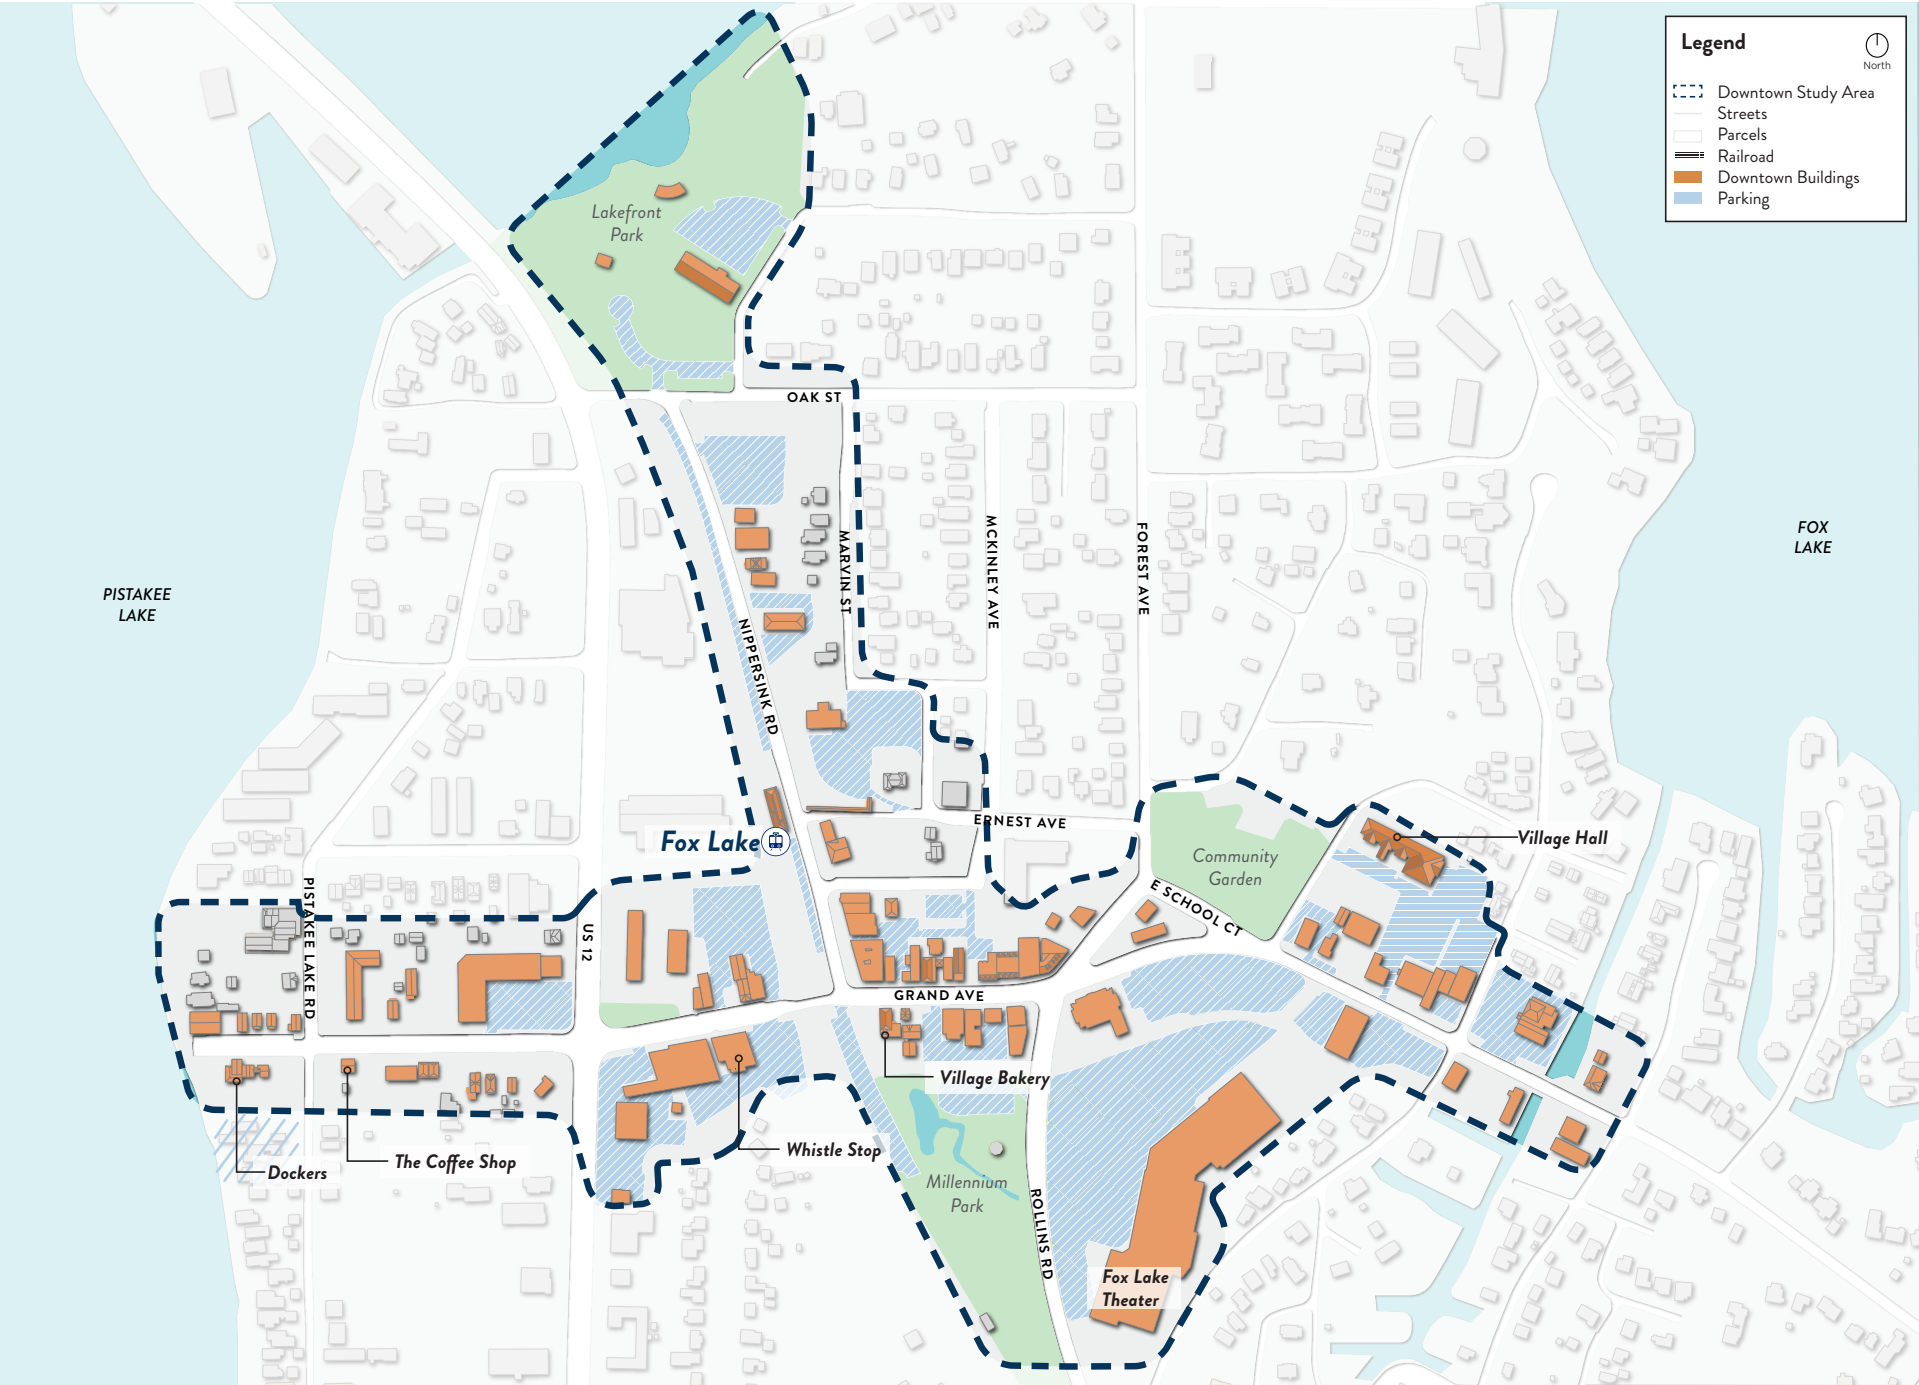 Legend
North
Downtown Study Area
Streets
Parcels
Railroad
Downtown Buildings
Parking
Lakefront
Park
OAK ST
MARVIN ST
MCKINLEY AVE
FOREST AVE
FOX
LAKE
PISTAKEE
LAKE
NIPPERSINK RD
ERNEST AVE
Fox Lake
Village Hall
Community
Garden
E SCHOOL CT
PISTAKEE LAKE RD
US 12
GRAND AVE
Village Bakery
Whistle Stop
The Coffee Shop
Dockers
Millennium
Park
ROLLINS RD
Fox Lake
Theater